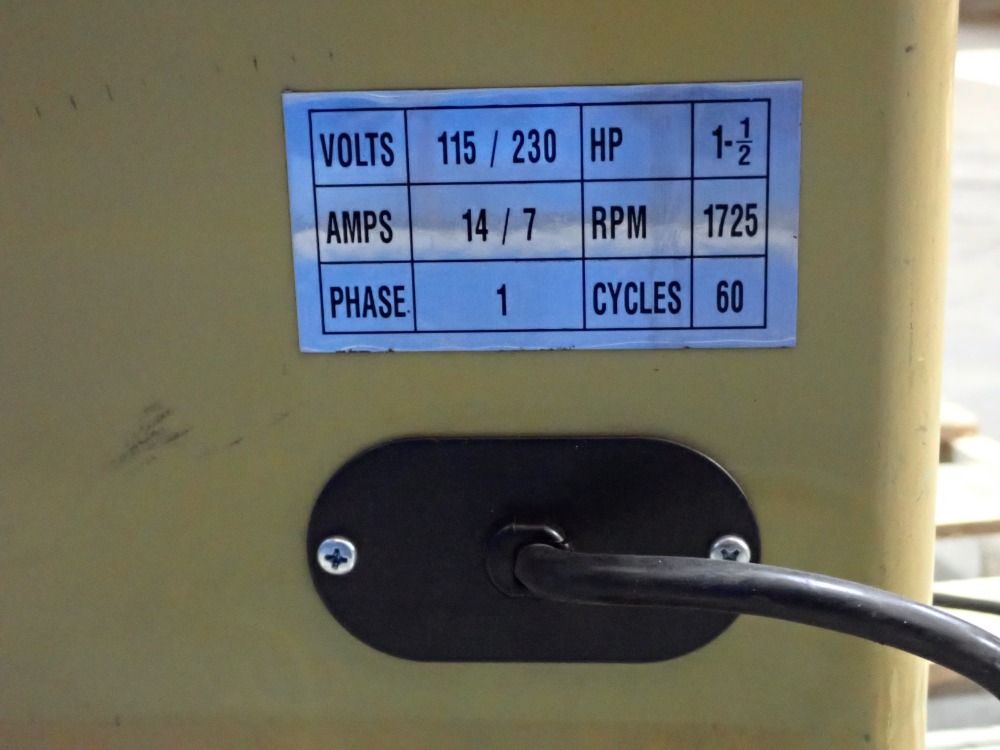 VOLTS 115 / 230 HP 1-1/2
AMPS 14 / 7 RPM 1725
PHASE 1 CYCLES 60